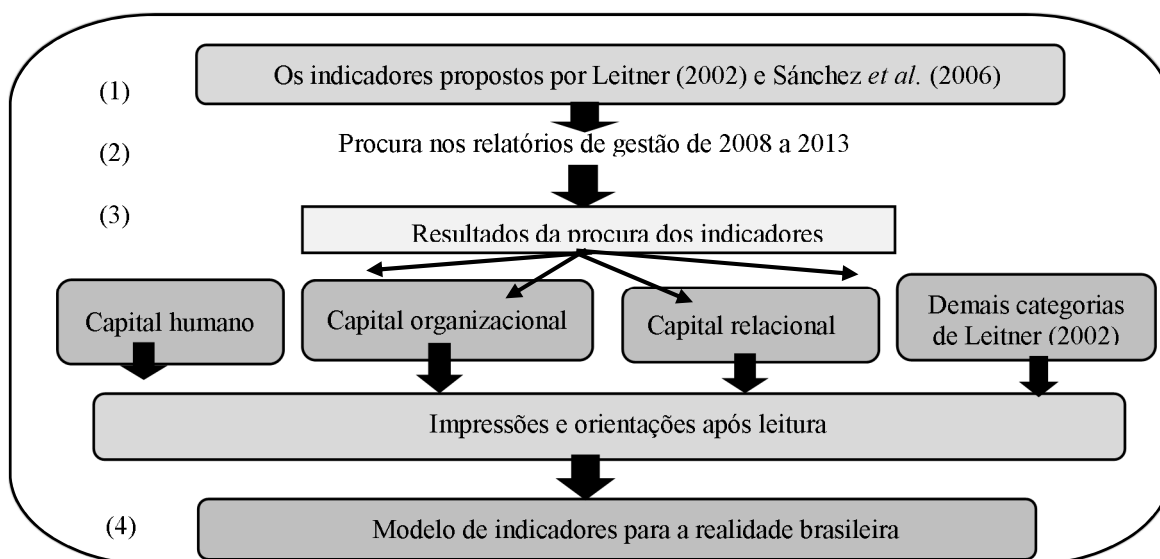 (1)
Os indicadores propostos por Leitner (2002) e Sánchez et al. (2006)
(2)
Procura nos relatórios de gestão de 2008 a 2013
(3)
Resultados da procura dos indicadores
Capital humano
Capital organizacional
Capital relacional
Demais categorias
de Leitner (2002)
Impressões e orientações após leitura
(4)
Modelo de indicadores para a realidade brasileira